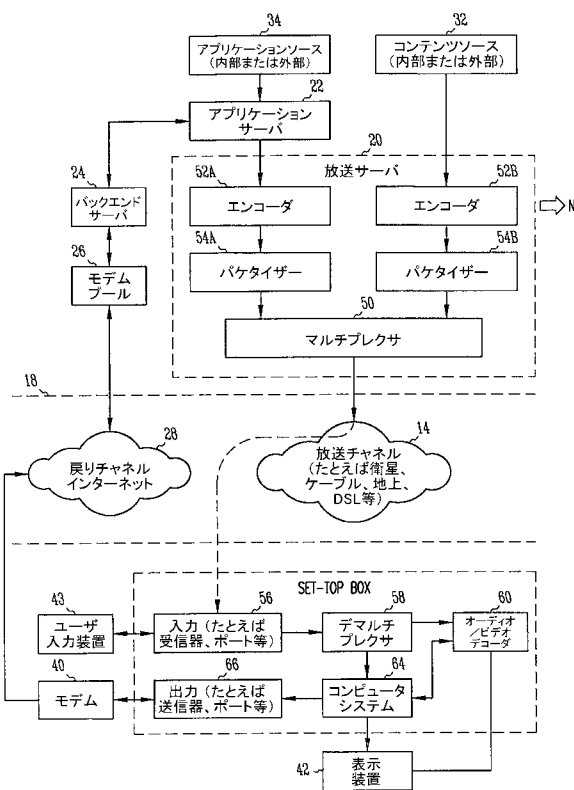 34
アプリケーションソース
(内部または外部)
32
コンテンツソース
(内部または外部)
22
アプリケーション
サーバ
20
放送サーバ
24
バックエンド
サーバ
52A
エンコーダ
52B
エンコーダ
N
26
モデム
プール
54A
パケタイザー
54B
パケタイザー
50
マルチプレクサ
18
28
戻りチャネル
インターネット
14
放送チャネル
(たとえば衛星、
ケーブル、地上、
DSL等)
SET-TOP BOX
43
ユーザ
入力装置
56
入力(たとえば
受信器、ポート等)
58
デマルチ
プレクサ
60
オーディオ
/ビデオ
デコーダ
40
モデム
66
出力(たとえば
送信器、ポート等)
64
コンピュータ
システム
42
表示
装置